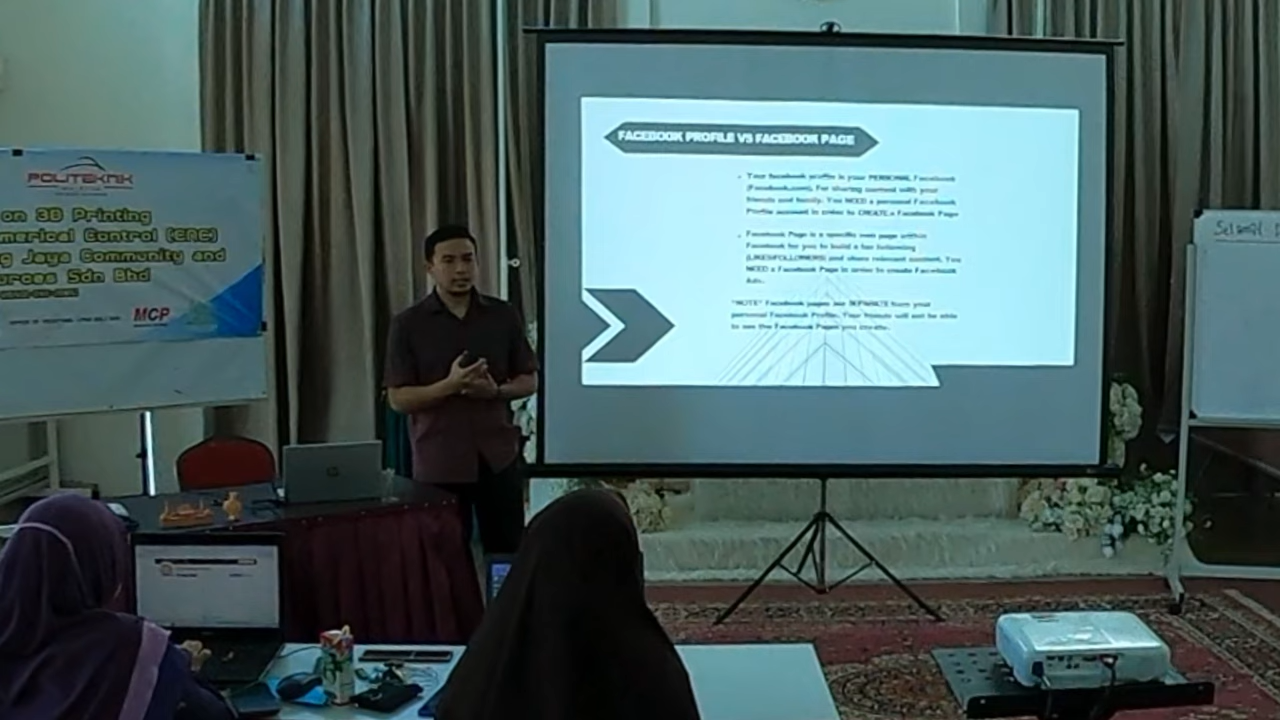 POLITEKNIK
on 3D Printing
merical Control (CNC)
g Jaya Community and
urces Sdn Bhd
MCP
FACEBOOK PROFILE VS FACEBOOK PAGE
Your facebook profile is your PERSONAL Facebook
(Facebook.com). For sharing content with your
friends and family. You NEED a personal Facebook
Profile account in order to CREATE a Facebook Page
Facebook Page is a specific web page within
Facebook for you to build a fan following
(LIKES/FOLLOWERS) and share relevant content. You
NEED a Facebook Page in order to create Facebook
Ads.
*NOTE* Facebook pages are SEPARATE from your
personal Facebook Profile. Your friends will not be able
to see the Facebook Pages you create.
Selamat
hp